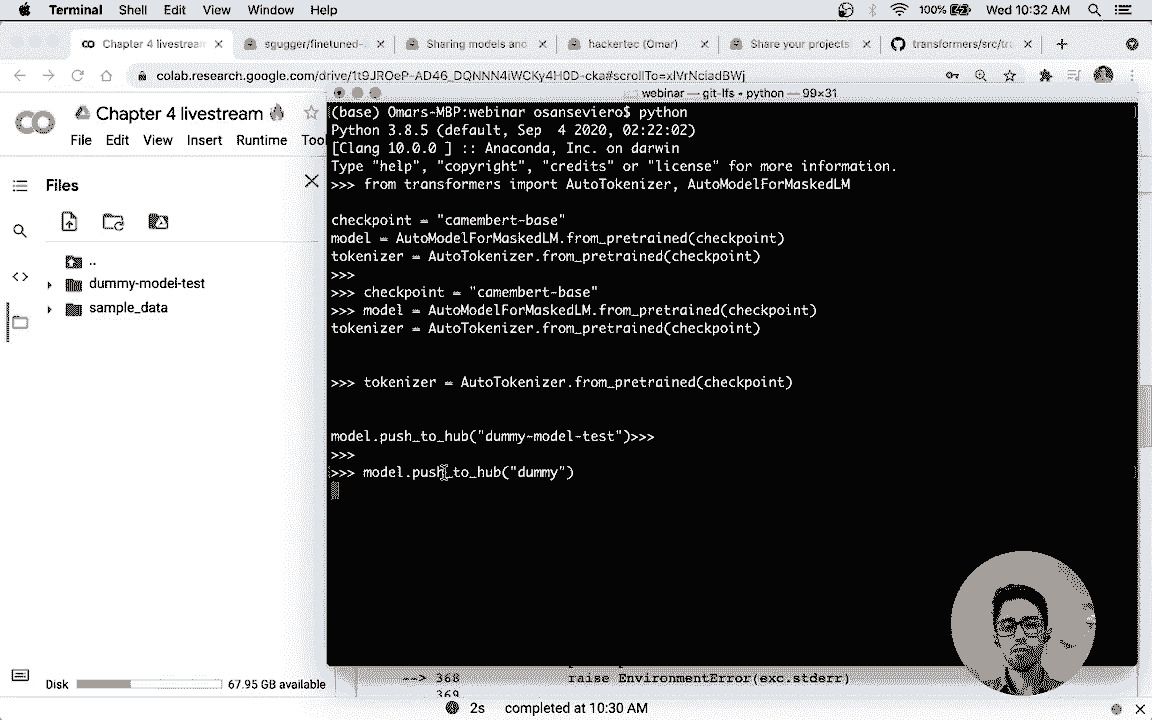 Terminal Shell Edit View Window Help 100% Wed 10:32 AM
Chapter 4 livestream
sgugger/finetuned-
Sharing models and
hackertec (Omar)
Share your projects
transformers/src/tra
colab.research.google.com/drive/1t9JROeP-AD46_DQNNN4iWCKy4H0D-cka#scrollTo=xIVrNciadBWj
webinar — git-lfs • python — 99×31
Chapter 4 livestream
File Edit View Insert Runtime Tool
Files
..
dummy-model-test
sample_data
Disk 67.95 GB available
(base) Omars-MBP:webinar osanseviero$ python
Python 3.8.5 (default, Sep  4 2020, 02:22:02)
[Clang 10.0.0 ] :: Anaconda, Inc. on darwin
Type "help", "copyright", "credits" or "license" for more information.
>>> from transformers import AutoTokenizer, AutoModelForMaskedLM
checkpoint = "camembert-base"
model = AutoModelForMaskedLM.from_pretrained(checkpoint)
tokenizer = AutoTokenizer.from_pretrained(checkpoint)
>>>
>>> checkpoint = "camembert-base"
>>> model = AutoModelForMaskedLM.from_pretrained(checkpoint)
tokenizer = AutoTokenizer.from_pretrained(checkpoint)
>>> tokenizer = AutoTokenizer.from_pretrained(checkpoint)
model.push_to_hub("dummy-model-test")>>>
>>>
>>> model.push_to_hub("dummy")
--> 368 raise EnvironmentError(exc.stderr)
369
2s completed at 10:30 AM